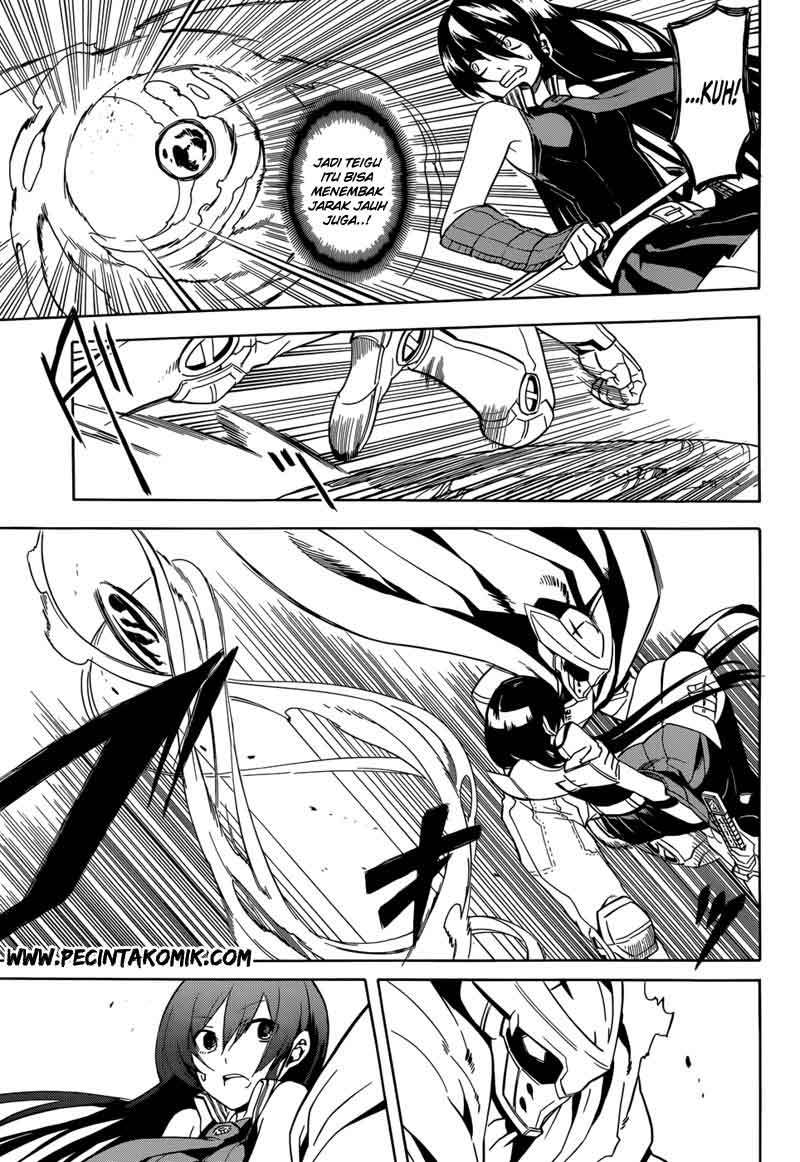 ...KUH!
JADI TEIGU
ITU BISA
MENEMBAK
JARAK JAUH
JUGA..!
WWW.PECINTAKOMIK.COM